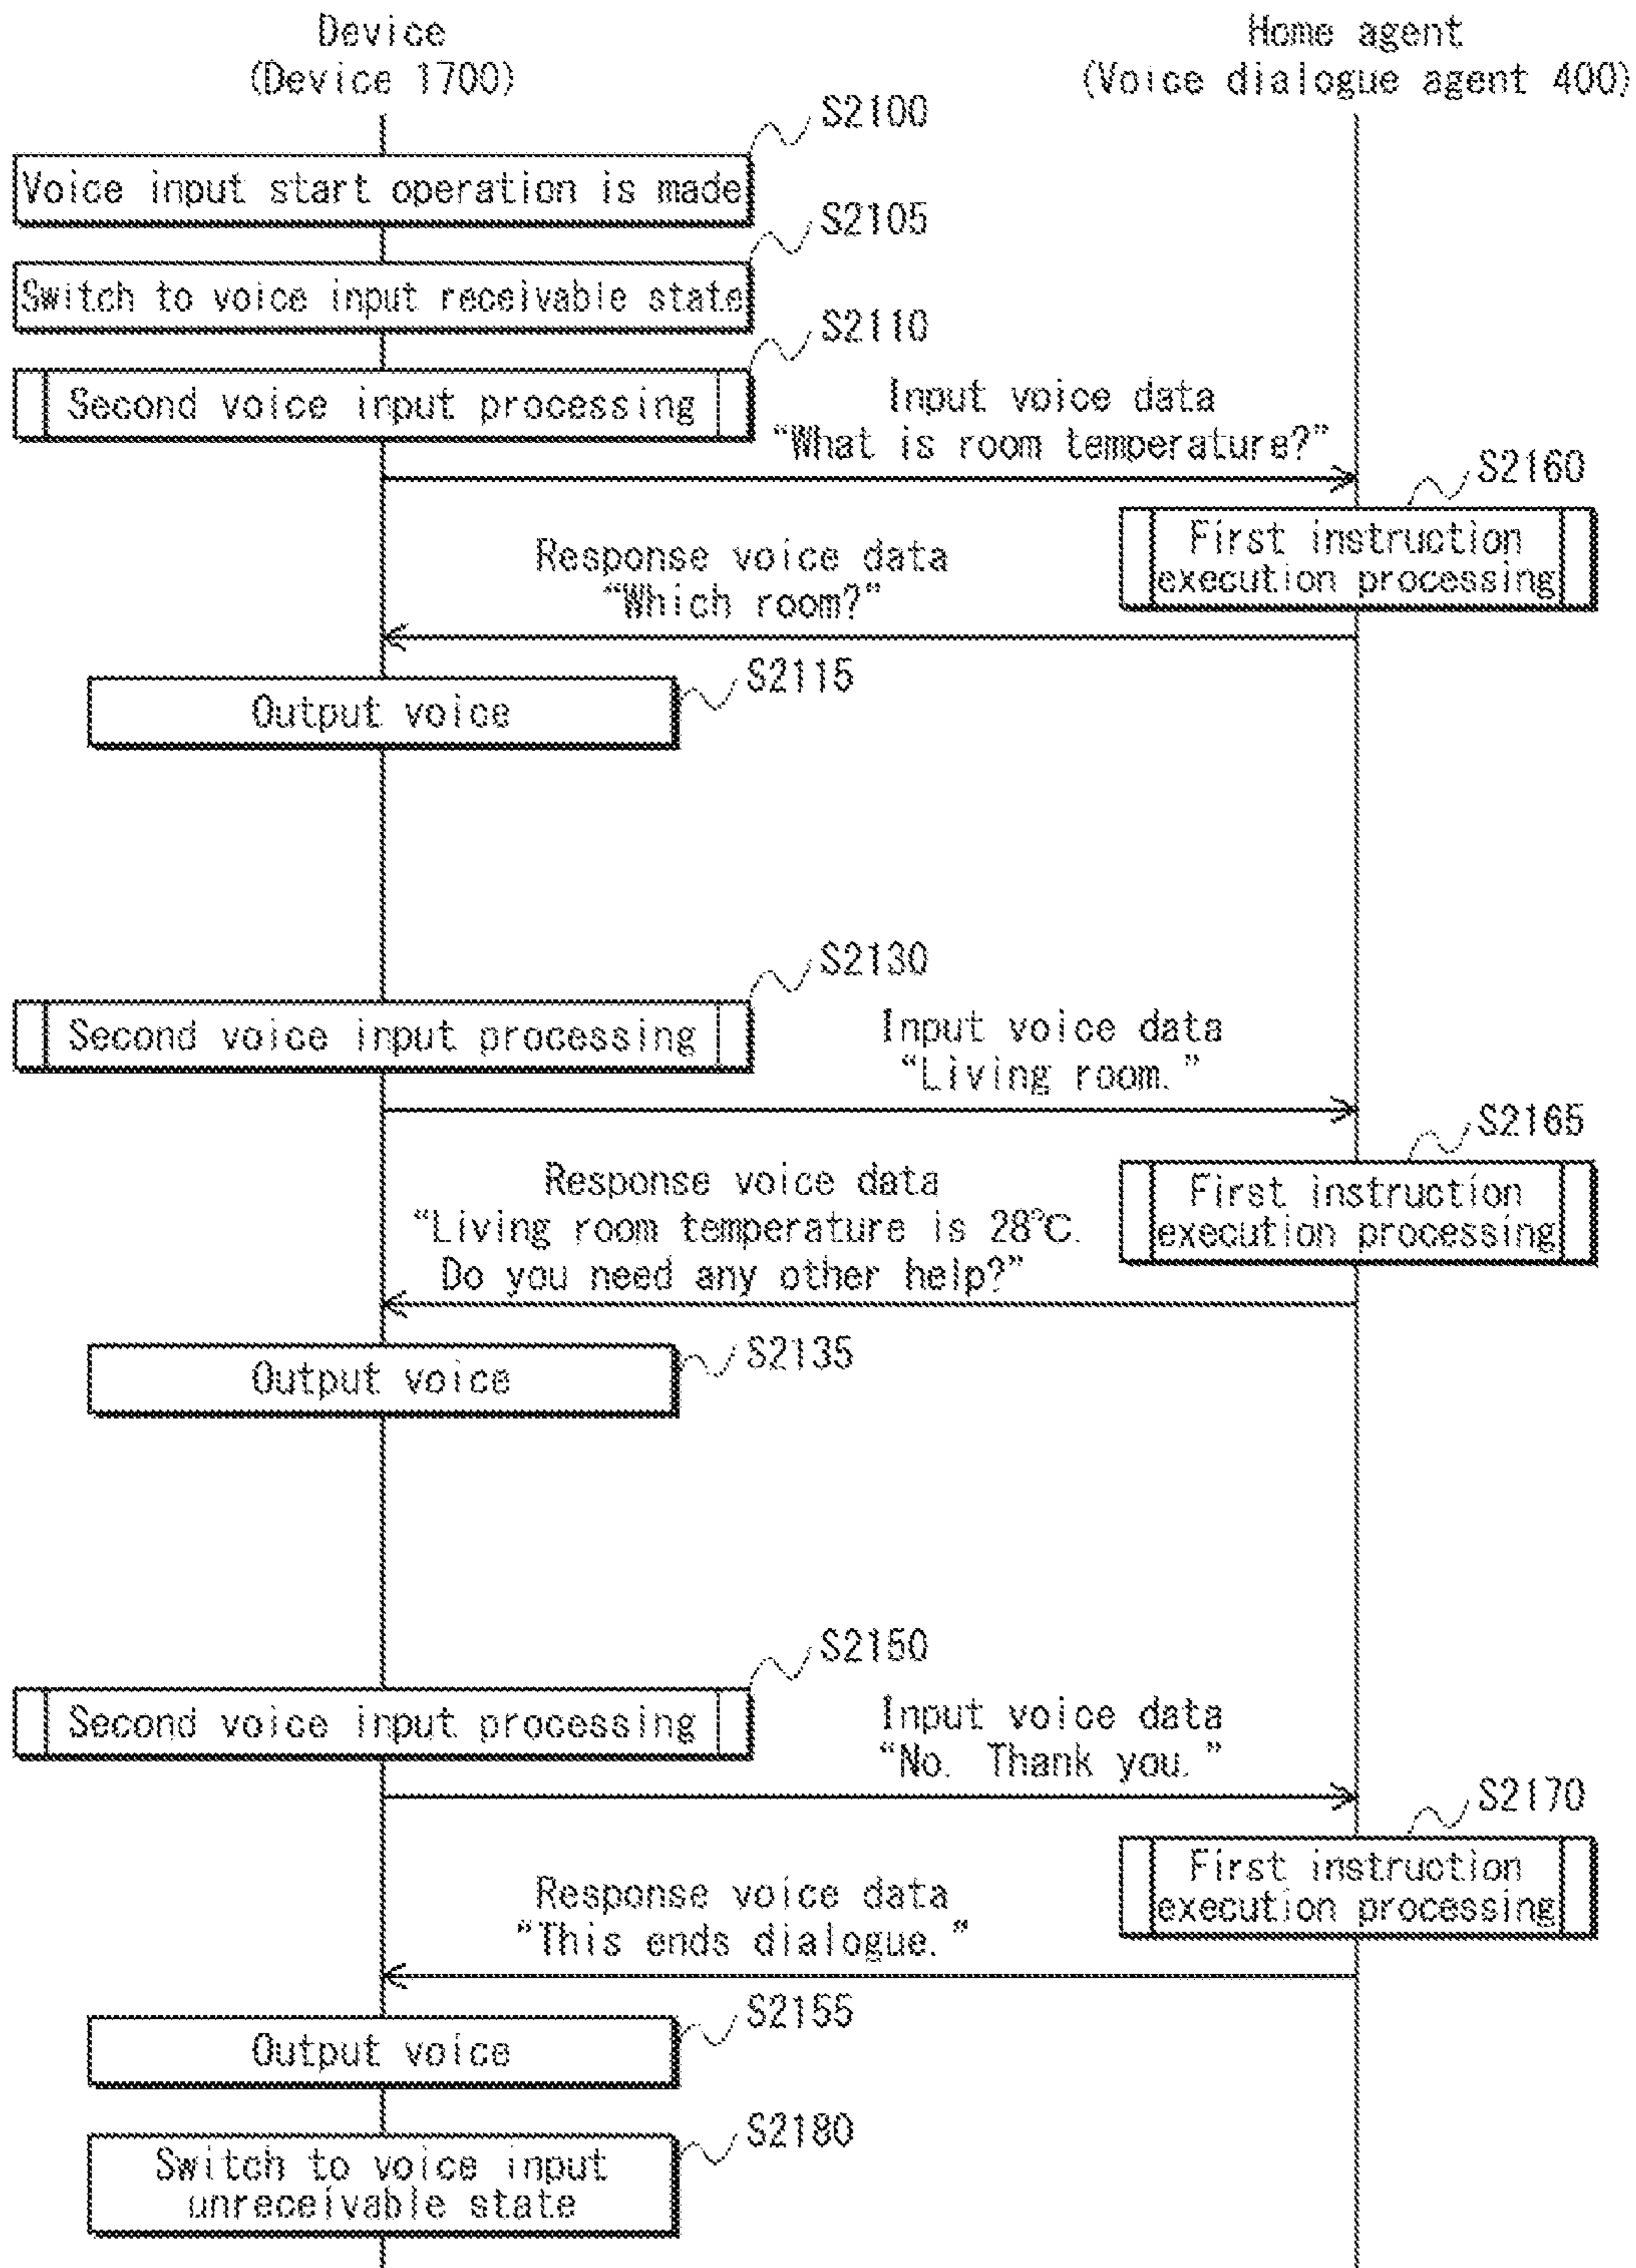 Device
(Device 1700)
Home agent
(Voice dialogue agent 400)
S2100
Voice input start operation is made
S2105
Switch to voice input receivable state
S2110
Second voice input processing
Input voice data
“What is room temperature?”
S2160
First instruction
execution processing
Response voice data
“Which room?”
S2115
Output voice
S2130
Second voice input processing
Input voice data
“Living room.”
S2165
First instruction
execution processing
Response voice data
“Living room temperature is 28℃.
Do you need any other help?”
S2135
Output voice
S2150
Second voice input processing
Input voice data
“No. Thank you.”
S2170
First instruction
execution processing
Response voice data
“This ends dialogue.”
S2155
Output voice
S2180
Switch to voice input
unreceivable state